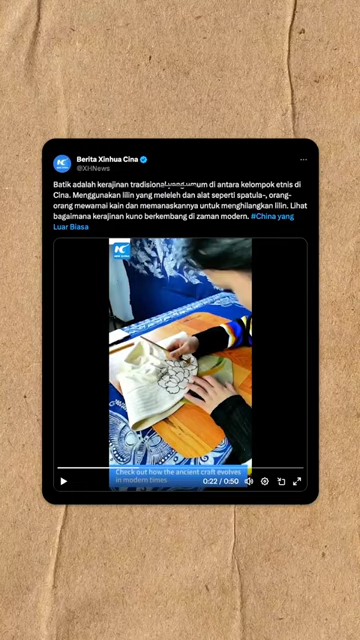 Berita Xinhua Cina
@XHNews
Batik adalah kerajinan tradisional yang umum di antara kelompok etnis di
Cina. Menggunakan lilin yang meleleh dan alat seperti spatula-, orang-
orang mewarnai kain dan memanaskannya untuk menghilangkan lilin. Lihat
bagaimana kerajinan kuno berkembang di zaman modern. #China yang
Luar Biasa
Check out how the ancient craft evolves
in modern times
0:22 / 0:50